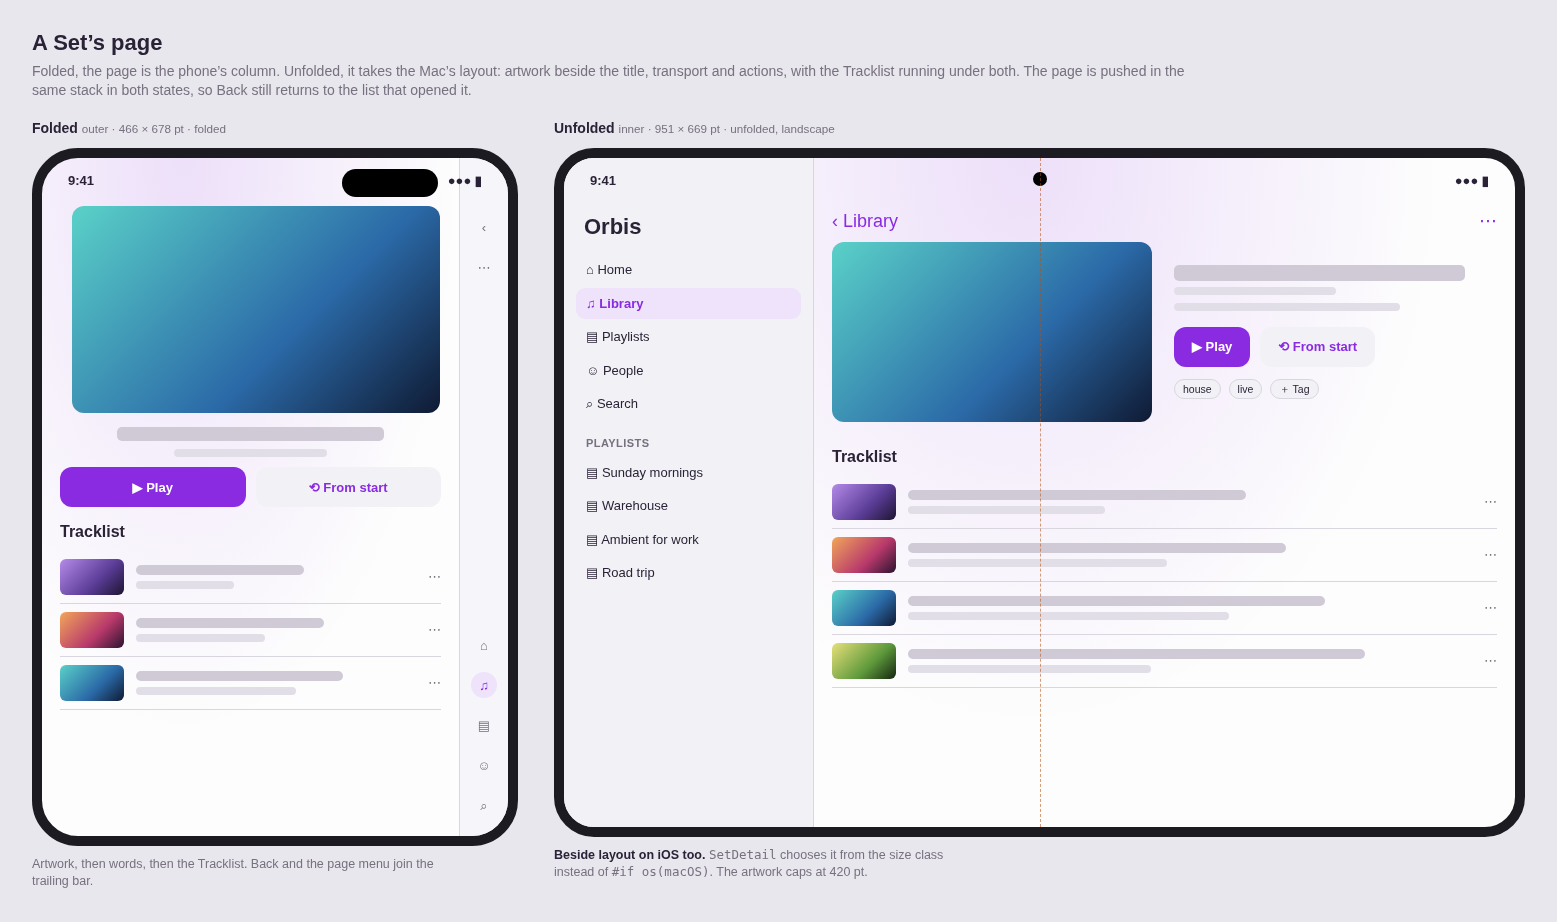 A Set’s page
Folded, the page is the phone’s column. Unfolded, it takes the Mac’s layout: artwork beside the title, transport and actions, with the Tracklist running under both. The page is pushed in the
same stack in both states, so Back still returns to the list that opened it.
Folded outer · 466 × 678 pt · folded
9:41
▶ Play
⟲ From start
Tracklist
Artwork, then words, then the Tracklist. Back and the page menu join the
trailing bar.
Unfolded inner · 951 × 669 pt · unfolded, landscape
9:41
Orbis
Home
Library
Playlists
People
Search
PLAYLISTS
Sunday mornings
Warehouse
Ambient for work
Road trip
‹ Library
⋯
▶ Play
⟲ From start
house
live
+ Tag
Tracklist
Beside layout on iOS too. SetDetail chooses it from the size class
instead of #if os(macOS). The artwork caps at 420 pt.